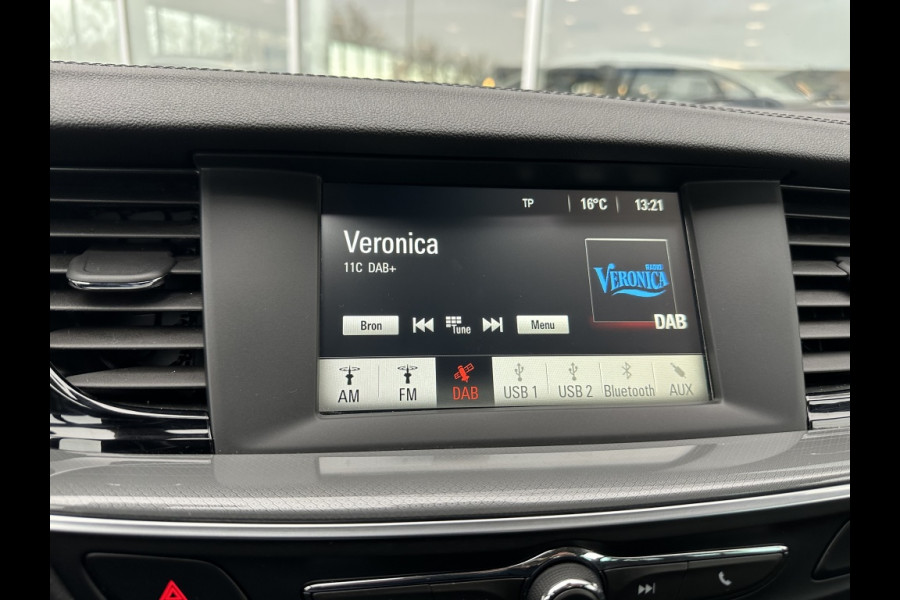 TP 16°C 13:21
Veronica
11C DAB+
RADIO
VERONICA
DAB
Bron Tune Menu
AM FM DAB USB 1 USB 2 Bluetooth AUX